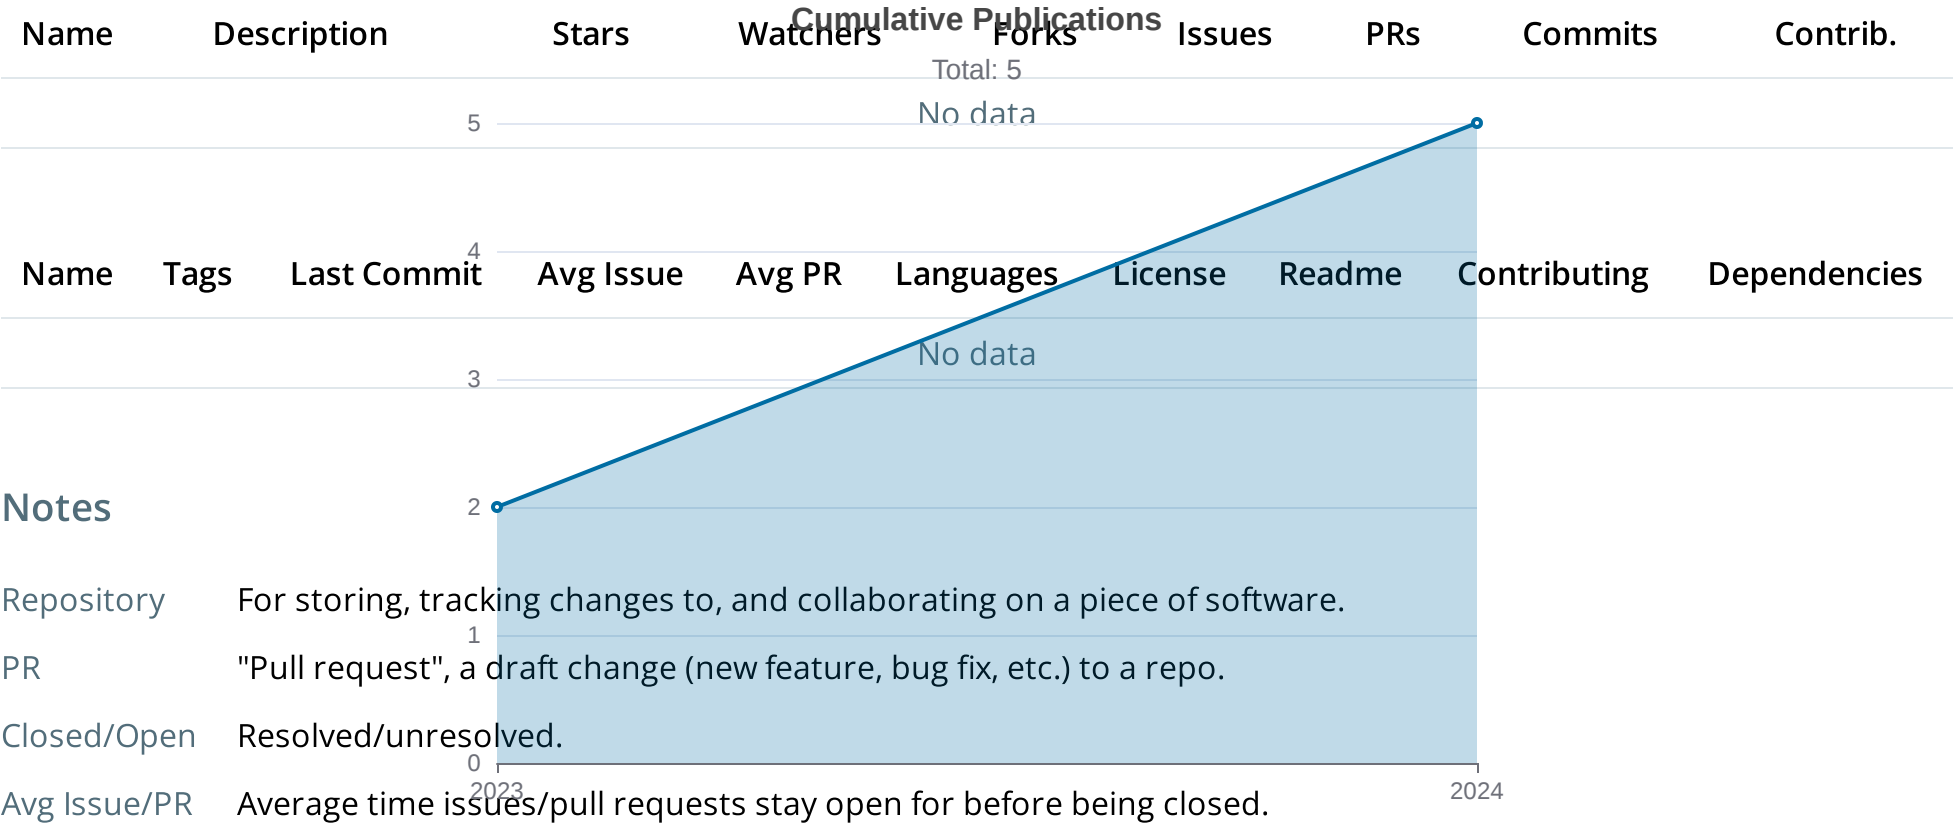 Cumulative Publications
Name Description Stars Watchers Forks Issues PRs Commits Contrib.
Total: 5
No data
5
4
Name Tags Last Commit Avg Issue Avg PR Languages License Readme Contributing Dependencies
No data
3
Notes
2
Repository For storing, tracking changes to, and collaborating on a piece of software.
1
PR "Pull request", a draft change (new feature, bug fix, etc.) to a repo.
Closed/Open Resolved/unresolved.
0
2023 2024
Avg Issue/PR Average time issues/pull requests stay open for before being closed.